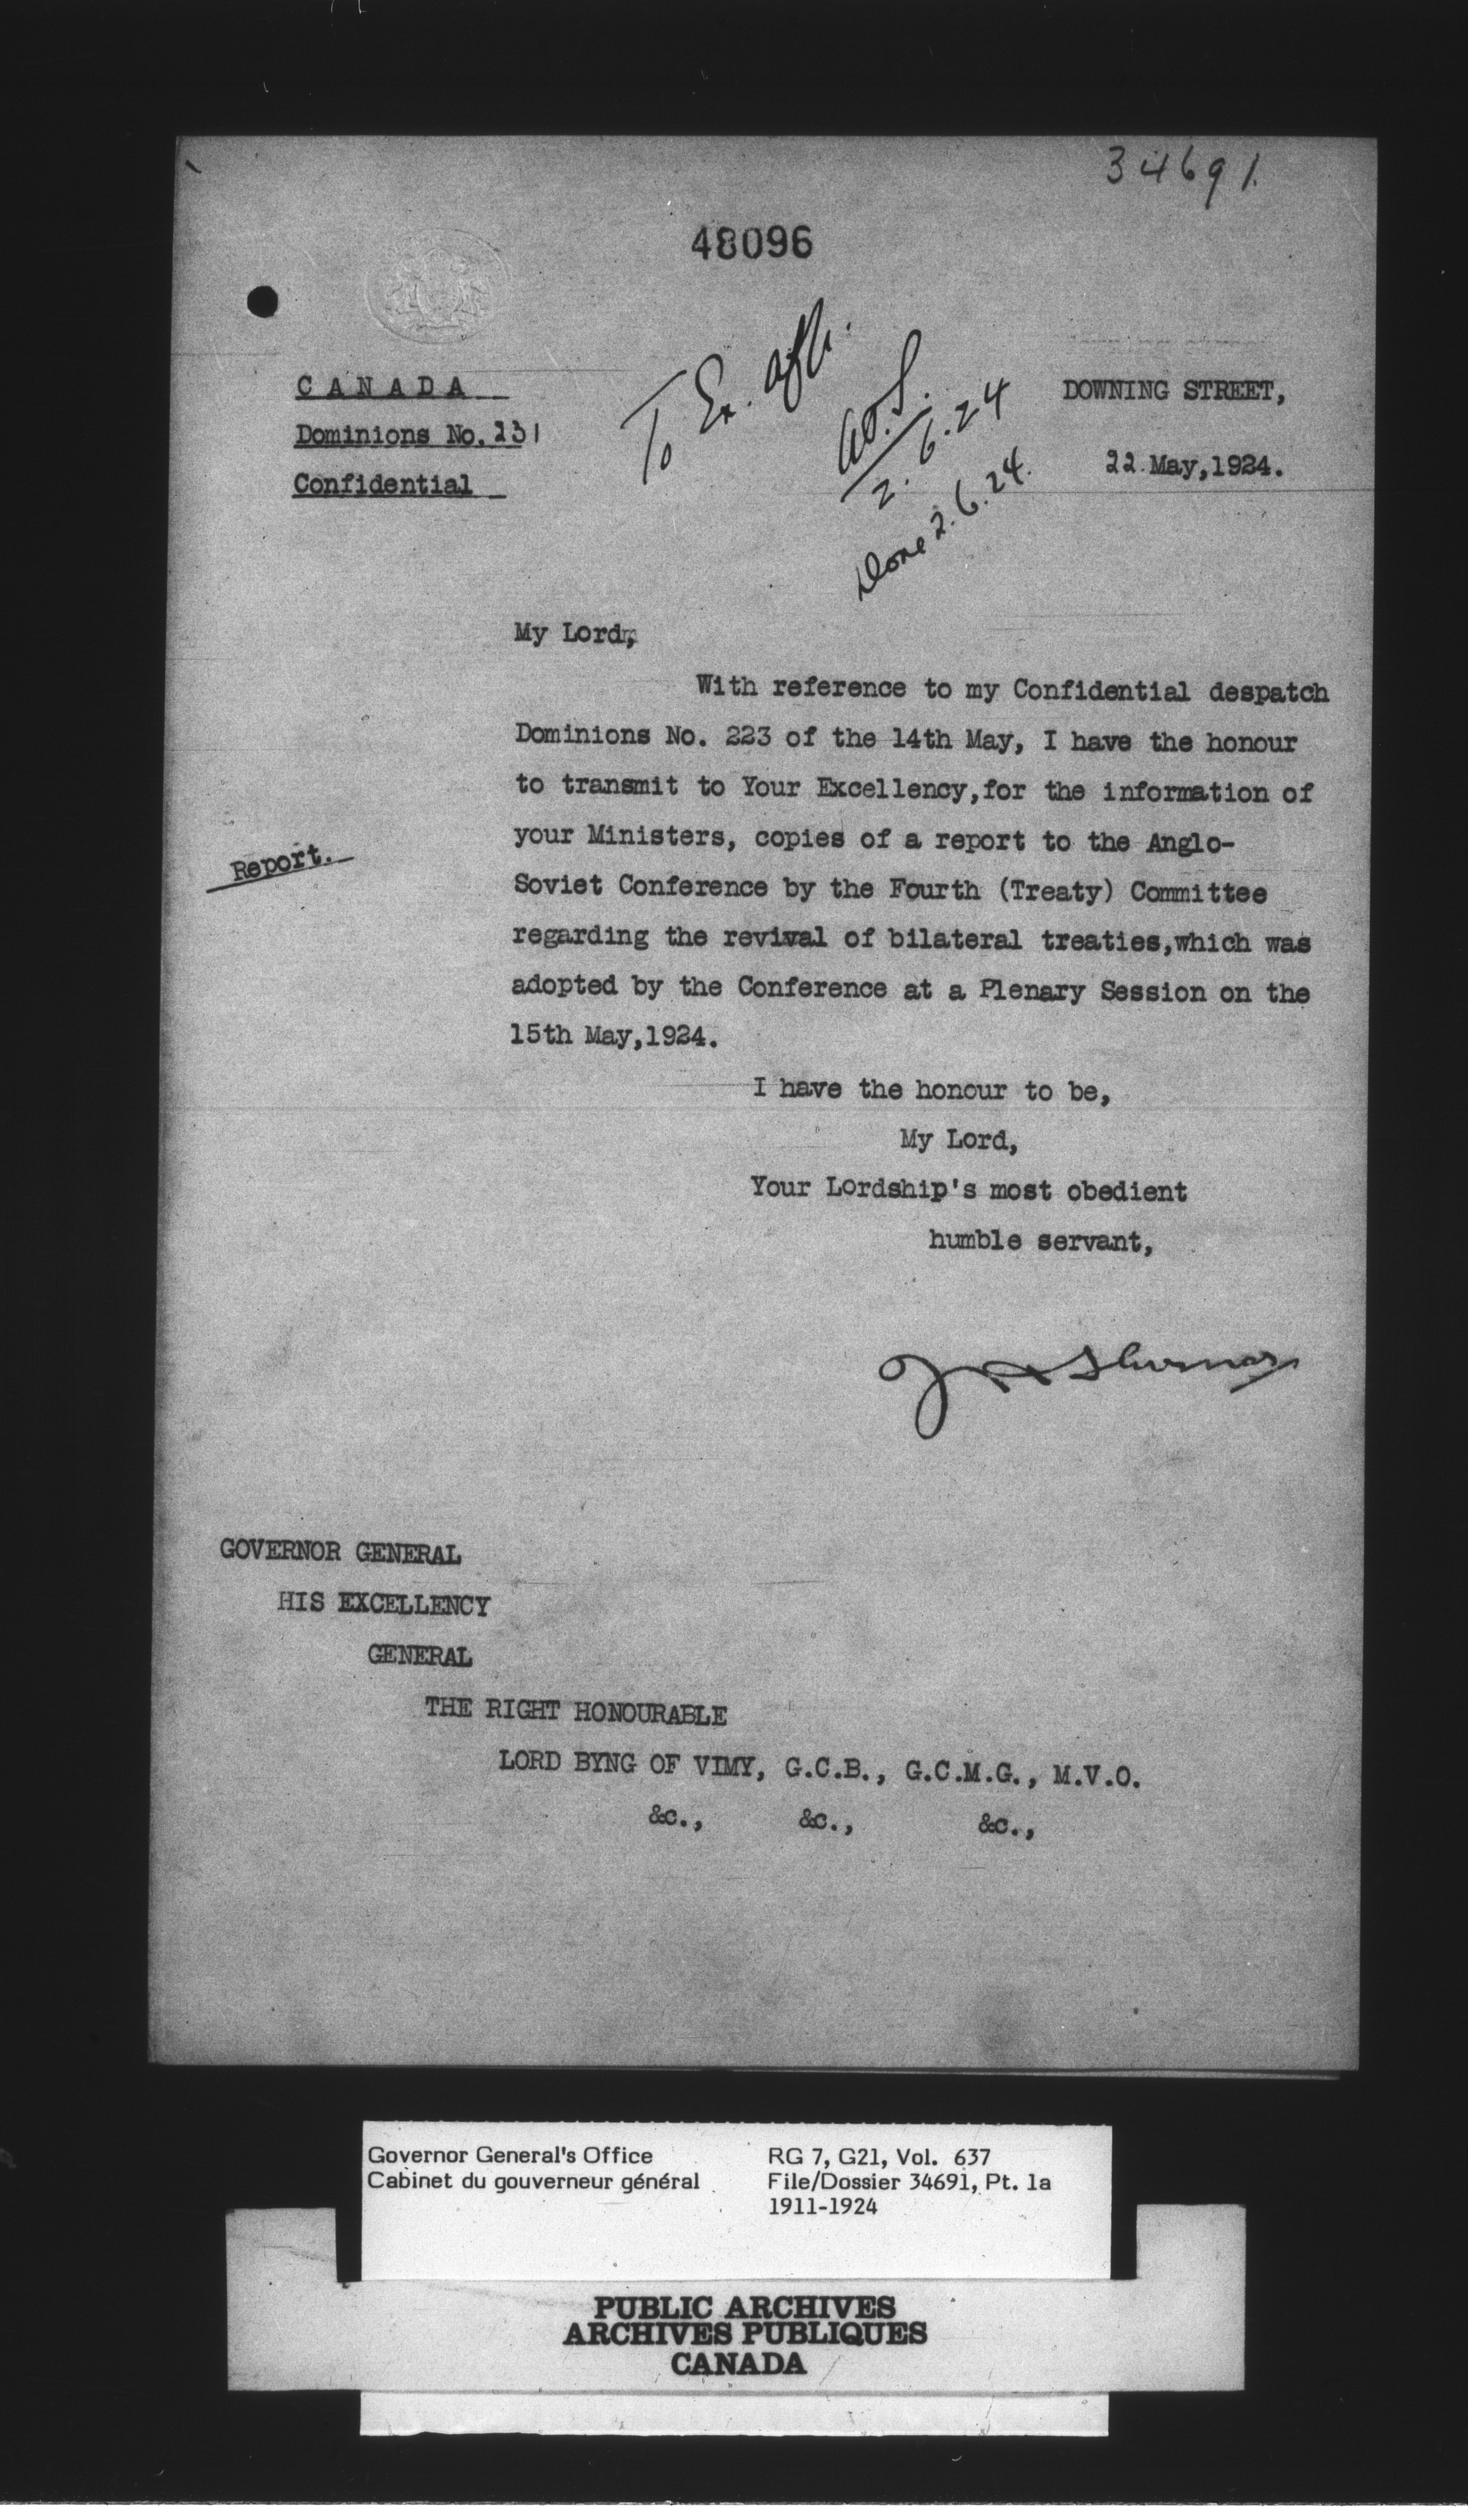 34691.
48096
To Ex. affr.
2.6.24
Done 2.6.24.
CANADA
Dominions No. 231
Confidential
DOWNING STREET,
22 May,1924.
My Lord,
With reference to my Confidential despatch
Dominions No. 223 of the 14th May, I have the honour
to transmit to Your Excellency,for the information of
your Ministers, copies of a report to the Anglo-
Soviet Conference by the Fourth (Treaty) Committee
regarding the revival of bilateral treaties,which was
adopted by the Conference at a Plenary Session on the
15th May,1924.
Report.
I have the honour to be,
My Lord,
Your Lordship's most obedient
humble servant,
GOVERNOR GENERAL
HIS EXCELLENCY
GENERAL
THE RIGHT HONOURABLE
LORD BYNG OF VIMY, G.C.B., G.C.M.G., M.V.O.
&c., &c., &c.,
Governor General's Office
Cabinet du gouverneur général
RG 7, G21, Vol. 637
File/Dossier 34691, Pt. 1a
1911-1924
PUBLIC ARCHIVES
ARCHIVES PUBLIQUES
CANADA